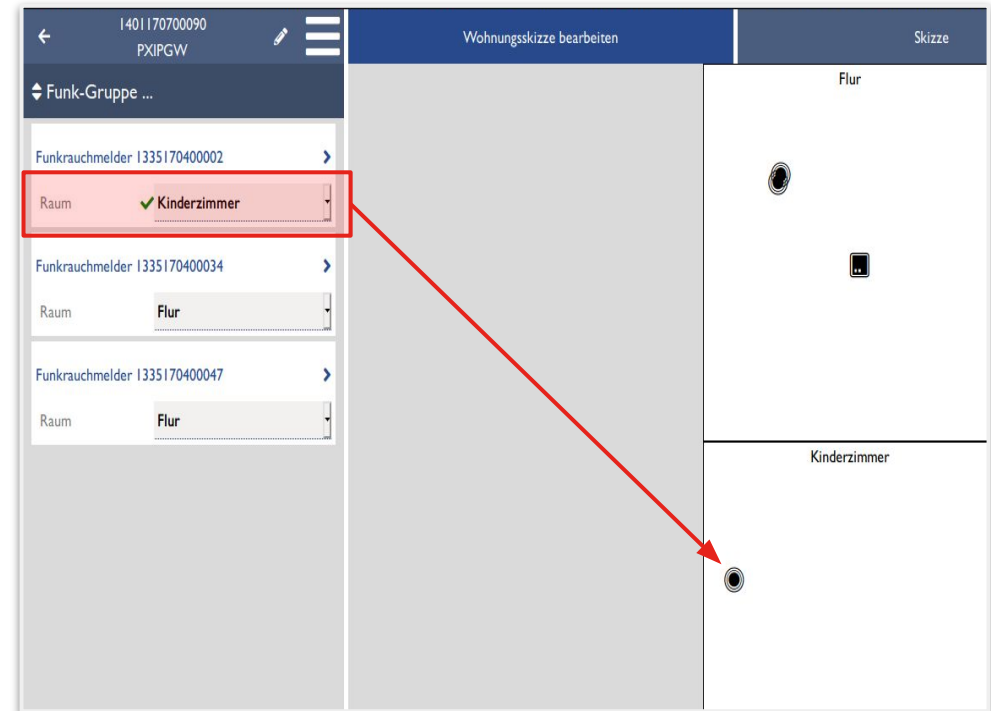 1401170700090
PXIPGW
Wohnungsskizze bearbeiten
Skizze
Funk-Gruppe ...
Funkrauchmelder 1335170400002
Raum Kinderzimmer
Funkrauchmelder 1335170400034
Raum Flur
Funkrauchmelder 1335170400047
Raum Flur
Flur
Kinderzimmer